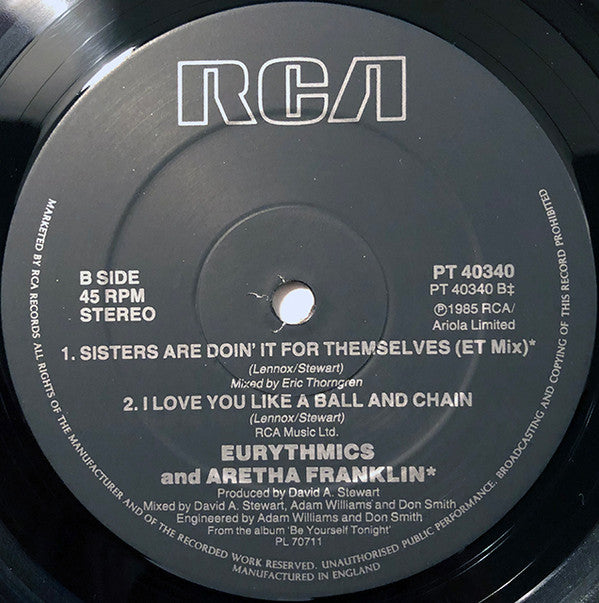 RCA
B SIDE
45 RPM
STEREO
PT 40340
PT 40340 B‡
℗1985 RCA/
Ariola Limited
1. SISTERS ARE DOIN' IT FOR THEMSELVES (ET Mix)*
(Lennox/Stewart)
Mixed by Eric Thorngren
2. I LOVE YOU LIKE A BALL AND CHAIN
(Lennox/Stewart)
RCA Music Ltd.
EURYTHMICS
and ARETHA FRANKLIN*
Produced by David A. Stewart
Mixed by David A. Stewart, Adam Williams and Don Smith
Engineered by Adam Williams and Don Smith
From the album 'Be Yourself Tonight'
PL 70711
MARKETED BY RCA RECORDS ALL RIGHTS OF THE MANUFACTURER AND OF THE RECORDED WORK RESERVED. UNAUTHORISED PUBLIC PERFORMANCE, BROADCASTING AND COPYING OF THIS RECORD PROHIBITED
MANUFACTURED IN ENGLAND